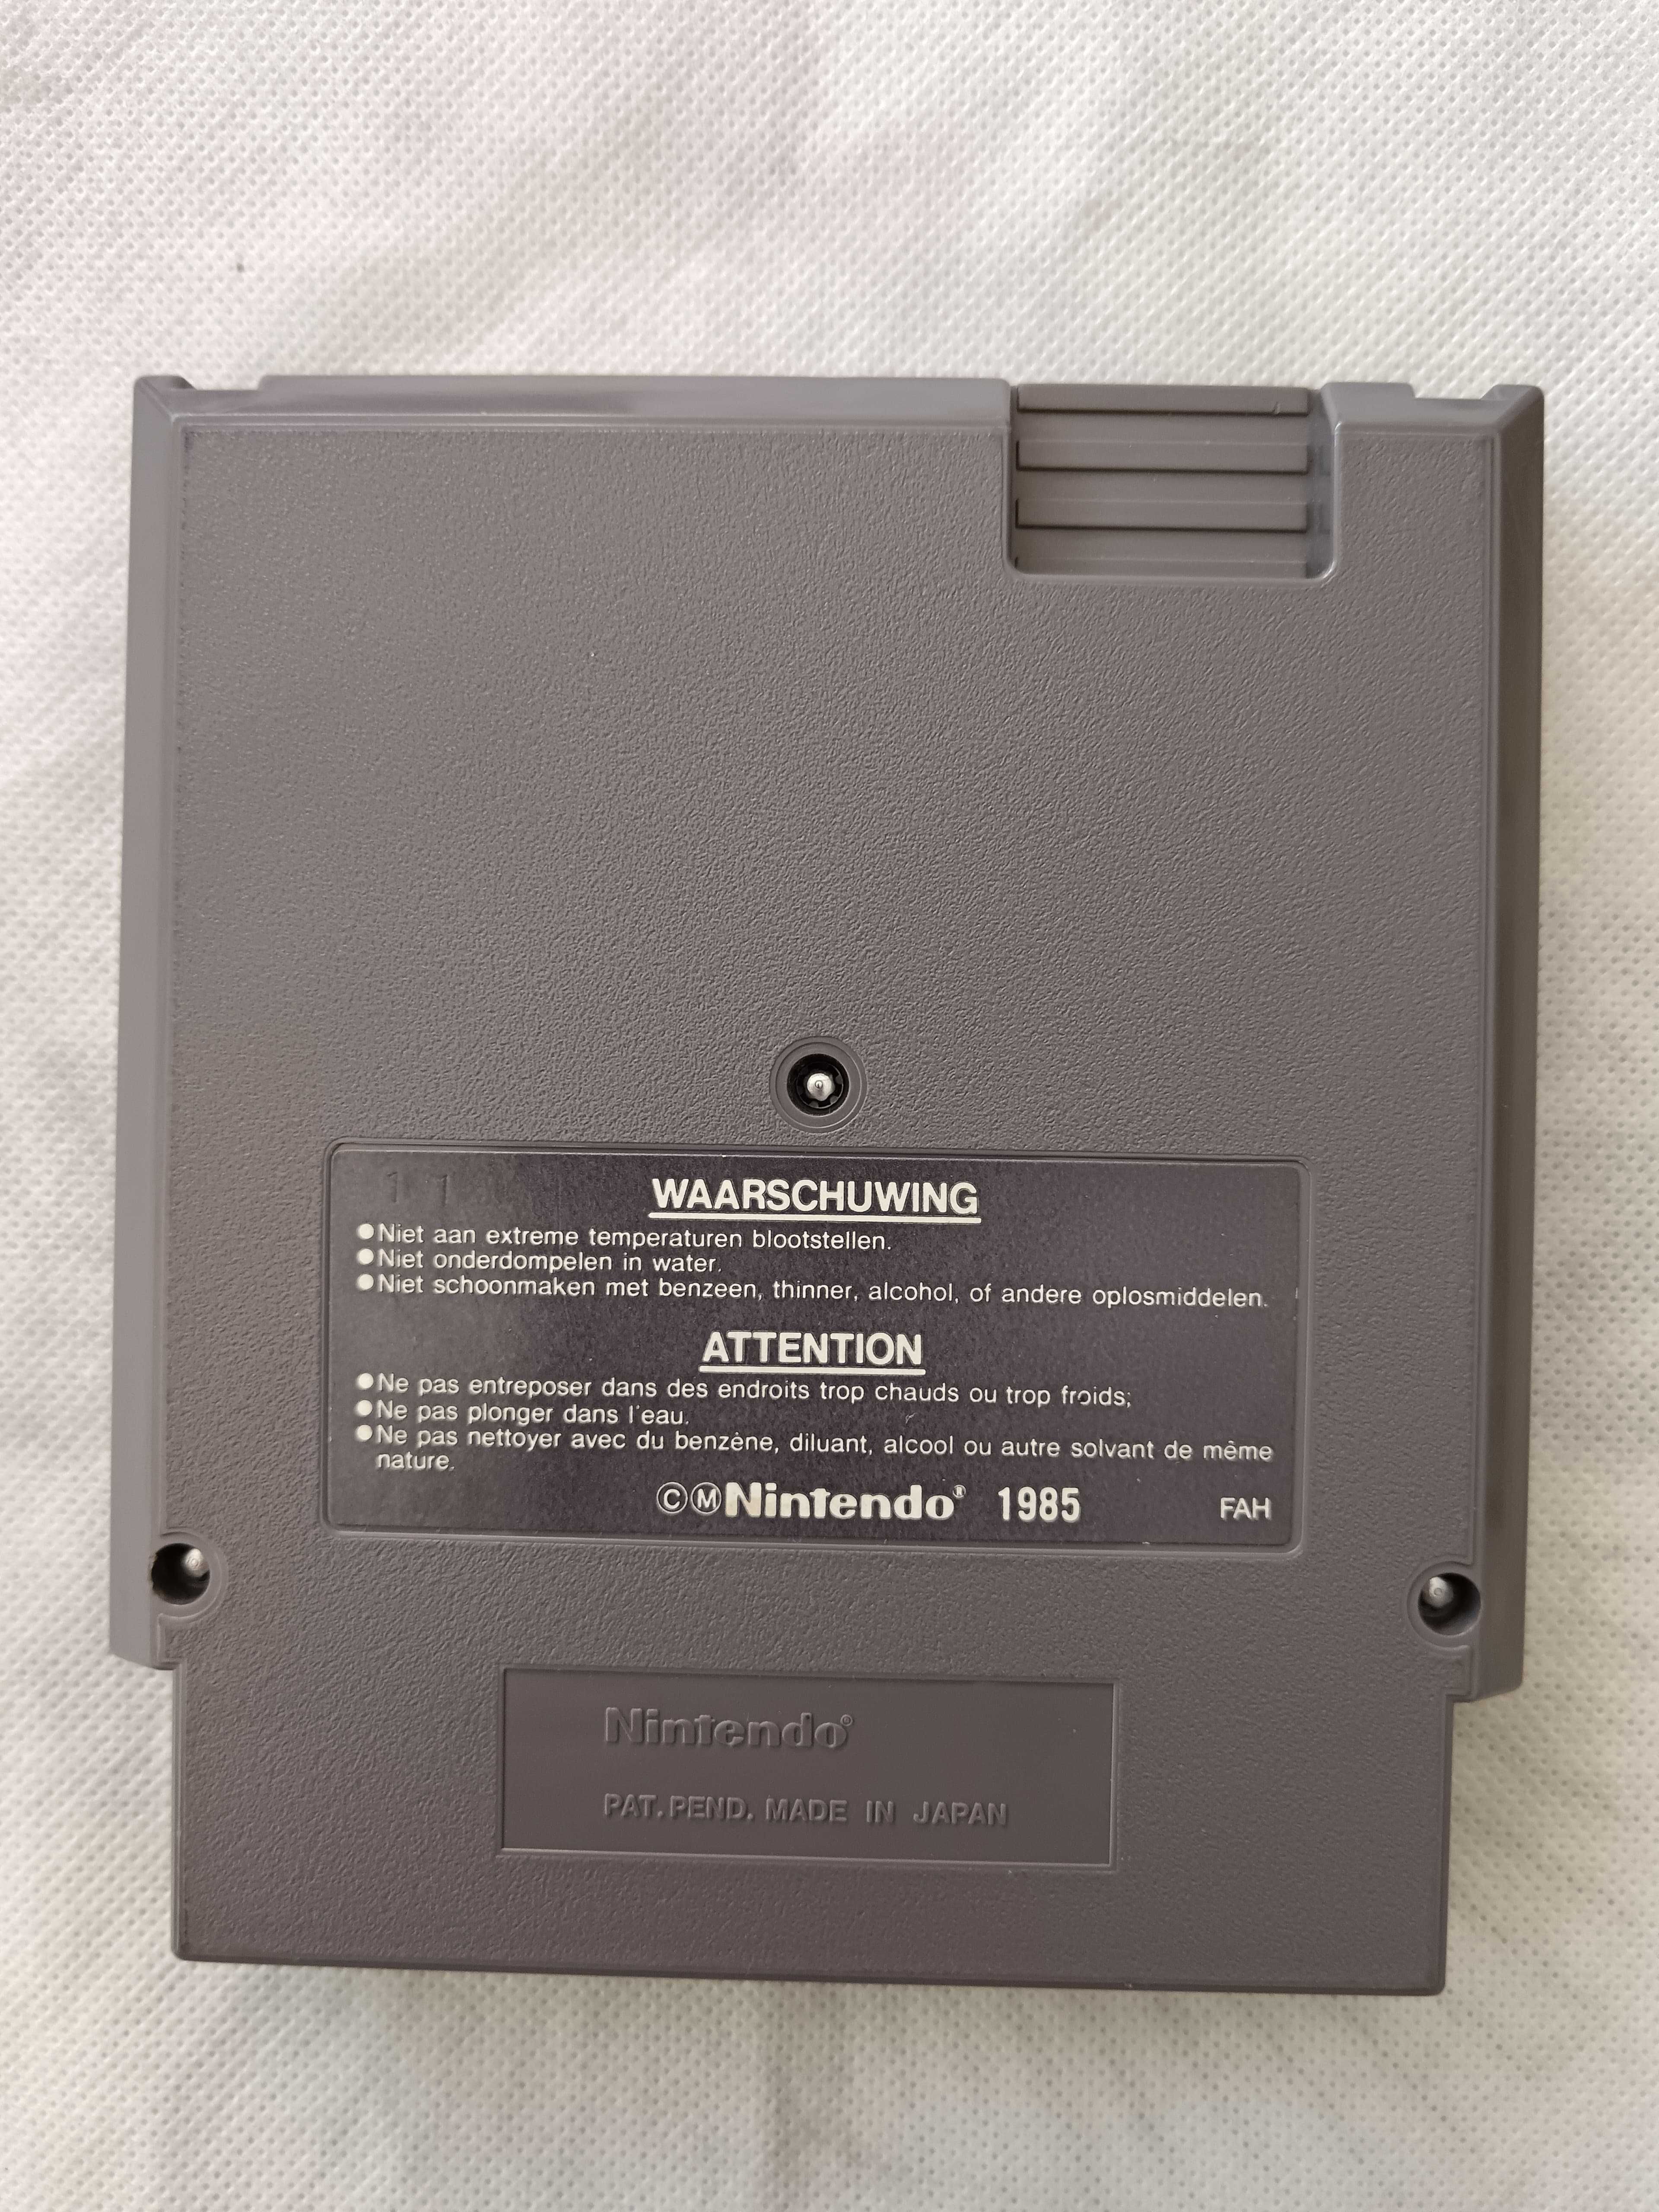 11
WAARSCHUWING
●Niet aan extreme temperaturen blootstellen.
●Niet onderdompelen in water.
●Niet schoonmaken met benzeen, thinner, alcohol, of andere oplosmiddelen.
ATTENTION
●Ne pas entreposer dans des endroits trop chauds ou trop froids;
●Ne pas plonger dans l'eau.
●Ne pas nettoyer avec du benzène, diluant, alcool ou autre solvant de même
nature.
ⒸⓂNintendo® 1985 FAH
Nintendo®
PAT. PEND. MADE IN JAPAN